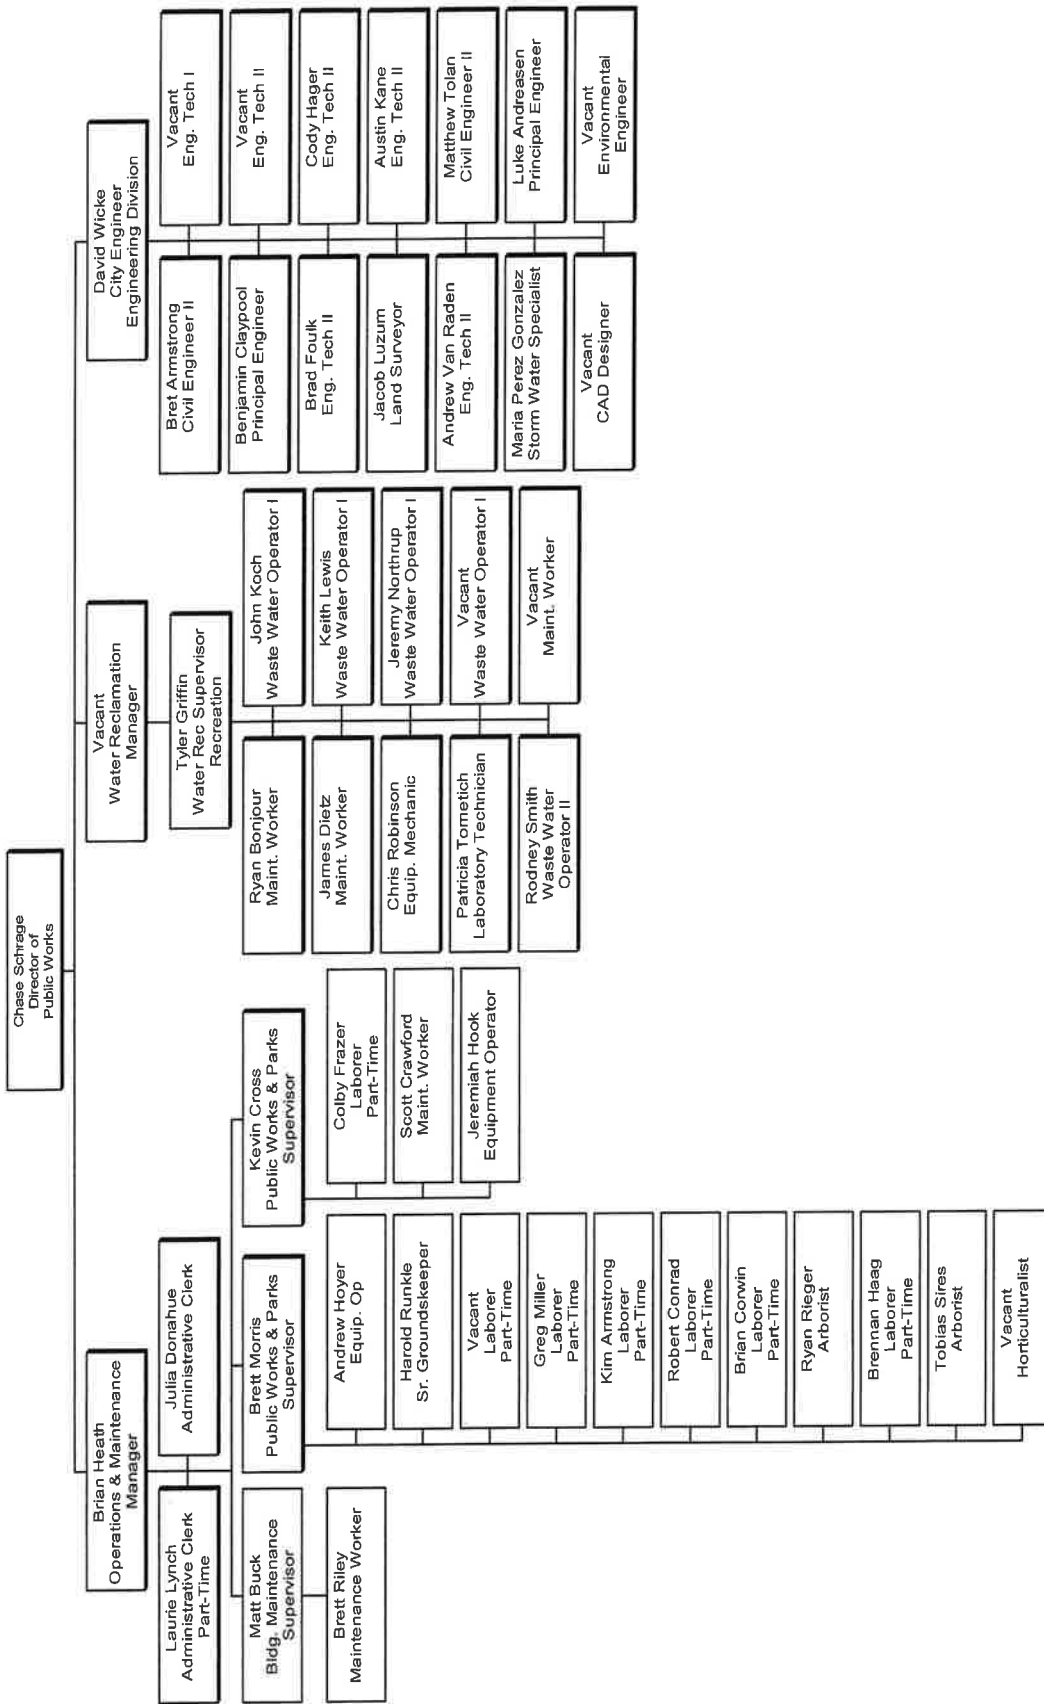 Chase Schrage
Director of
Public Works
Brian Heath
Operations & Maintenance
Manager
Laurie Lynch
Administrative Clerk
Part-Time
Julia Donahue
Administrative Clerk
Matt Buck
Bldg. Maintenance
Supervisor
Brett Riley
Maintenance Worker
Brett Morris
Public Works & Parks
Supervisor
Andrew Hoyer
Equip. Op
Harold Runkle
Sr. Groundskeeper
Vacant
Laborer
Part-Time
Greg Miller
Laborer
Part-Time
Kim Armstrong
Laborer
Part-Time
Robert Conrad
Laborer
Part-Time
Brian Corwin
Laborer
Part-Time
Ryan Rieger
Arborist
Brennan Haag
Laborer
Part-Time
Tobias Sires
Arborist
Vacant
Horticulturalist
Kevin Cross
Public Works & Parks
Supervisor
Colby Frazer
Laborer
Part-Time
Scott Crawford
Maint. Worker
Jeremiah Hook
Equipment Operator
Vacant
Water Reclamation
Manager
Tyler Griffin
Water Rec Supervisor
Recreation
Ryan Bonjour
Maint. Worker
John Koch
Waste Water Operator I
James Dietz
Maint. Worker
Keith Lewis
Waste Water Operator I
Chris Robinson
Equip. Mechanic
Jeremy Northrup
Waste Water Operator I
Patricia Tometich
Laboratory Technician
Vacant
Waste Water Operator I
Rodney Smith
Waste Water
Operator II
Vacant
Maint. Worker
David Wicke
City Engineer
Engineering Division
Bret Armstrong
Civil Engineer II
Vacant
Eng. Tech I
Benjamin Claypool
Principal Engineer
Vacant
Eng. Tech II
Brad Foulk
Eng. Tech II
Cody Hager
Eng. Tech II
Jacob Luzum
Land Surveyor
Austin Kane
Eng. Tech II
Andrew Van Raden
Eng. Tech II
Matthew Tolan
Civil Engineer II
Maria Perez Gonzalez
Storm Water Specialist
Luke Andreasen
Principal Engineer
Vacant
CAD Designer
Vacant
Environmental
Engineer